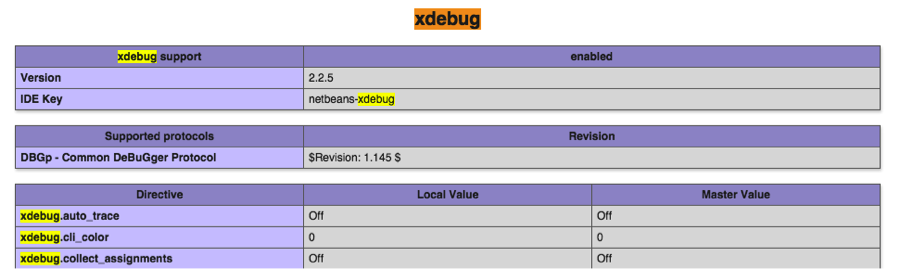 xdebug
xdebug support enabled
Version 2.2.5
IDE Key netbeans-xdebug
Supported protocols Revision
DBGp - Common DeBuGger Protocol $Revision: 1.145 $
Directive Local Value Master Value
xdebug.auto_trace Off Off
xdebug.cli_color 0 0
xdebug.collect_assignments Off Off